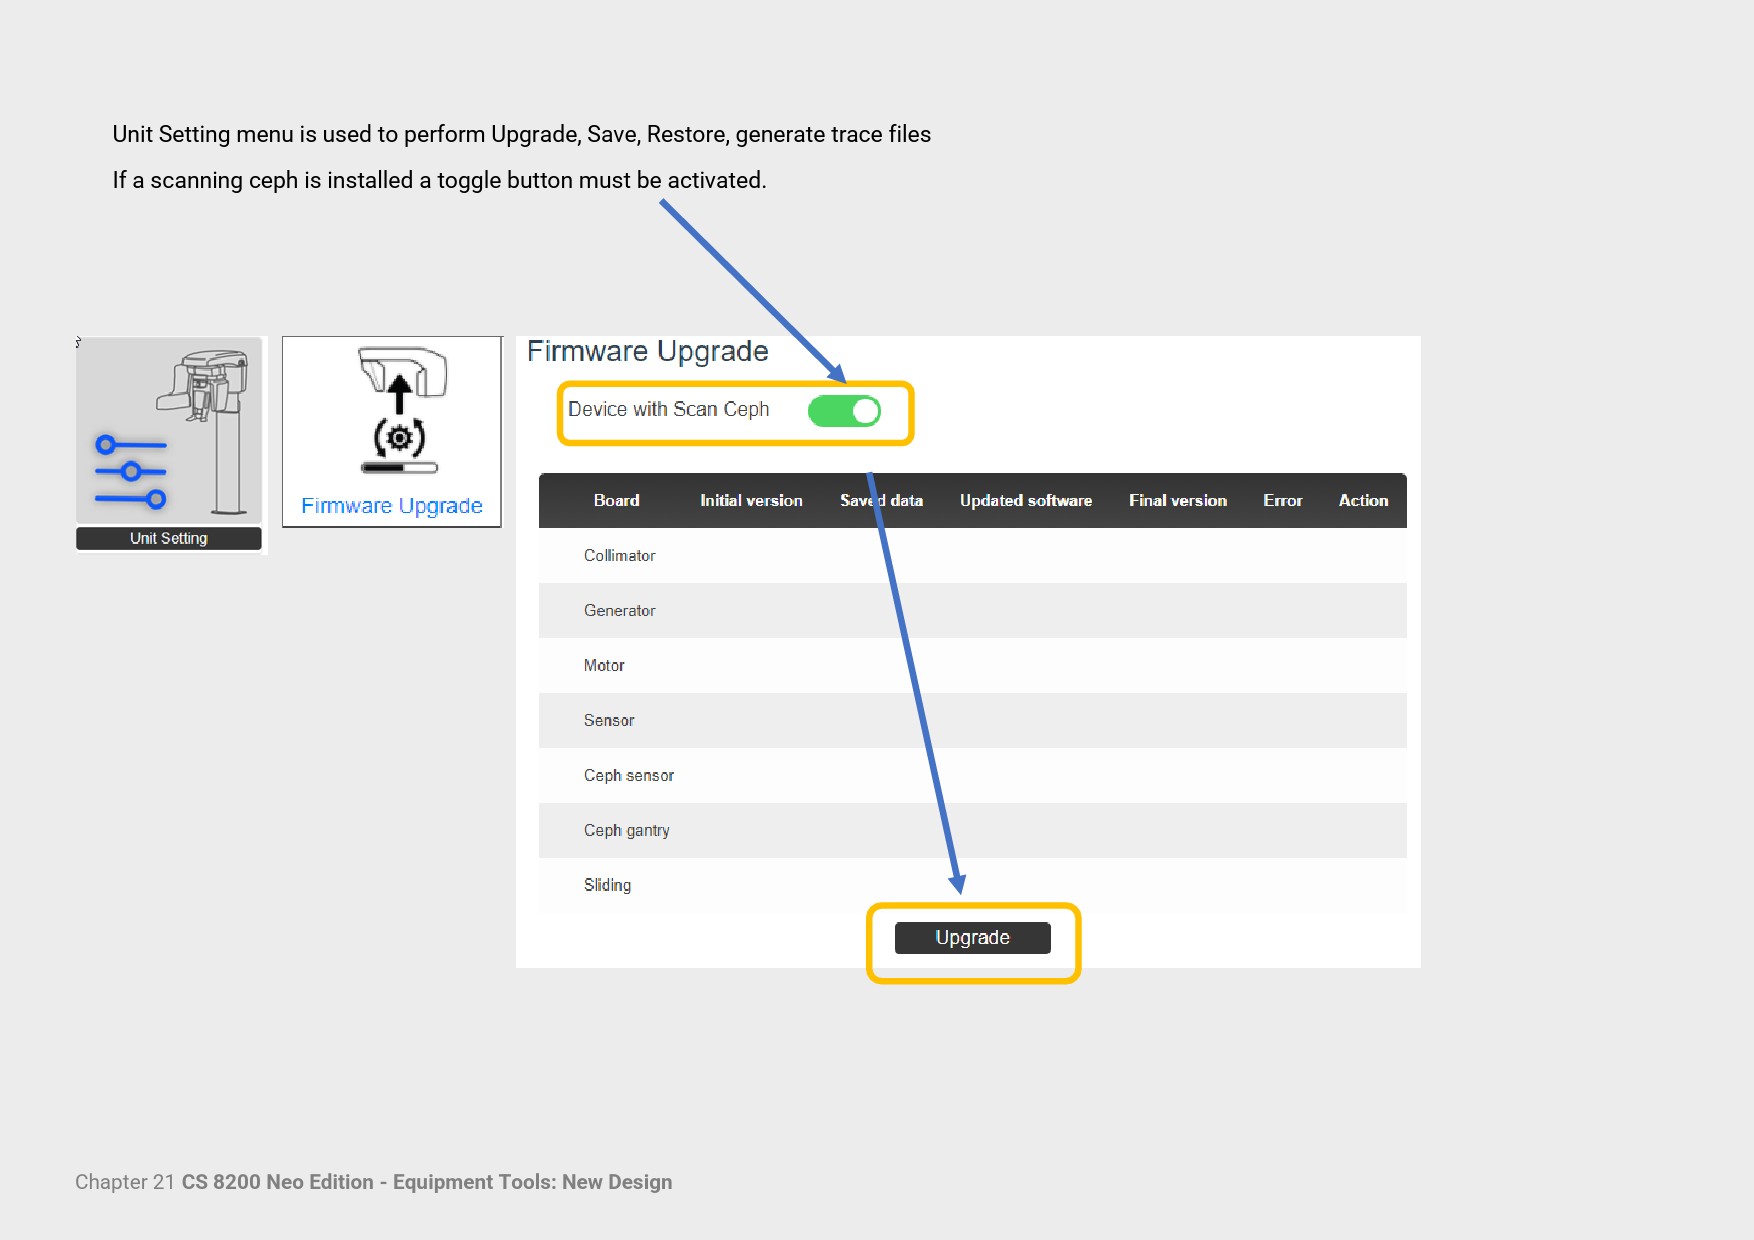 Unit Setting menu is used to perform Upgrade, Save, Restore, generate trace files
If a scanning ceph is installed a toggle button must be activated.
Unit Setting
Firmware Upgrade
Firmware Upgrade
Device with Scan Ceph
Board Initial version Saved data Updated software Final version Error Action
Collimator
Generator
Motor
Sensor
Ceph sensor
Ceph gantry
Sliding
Upgrade
Chapter 21 CS 8200 Neo Edition - Equipment Tools: New Design